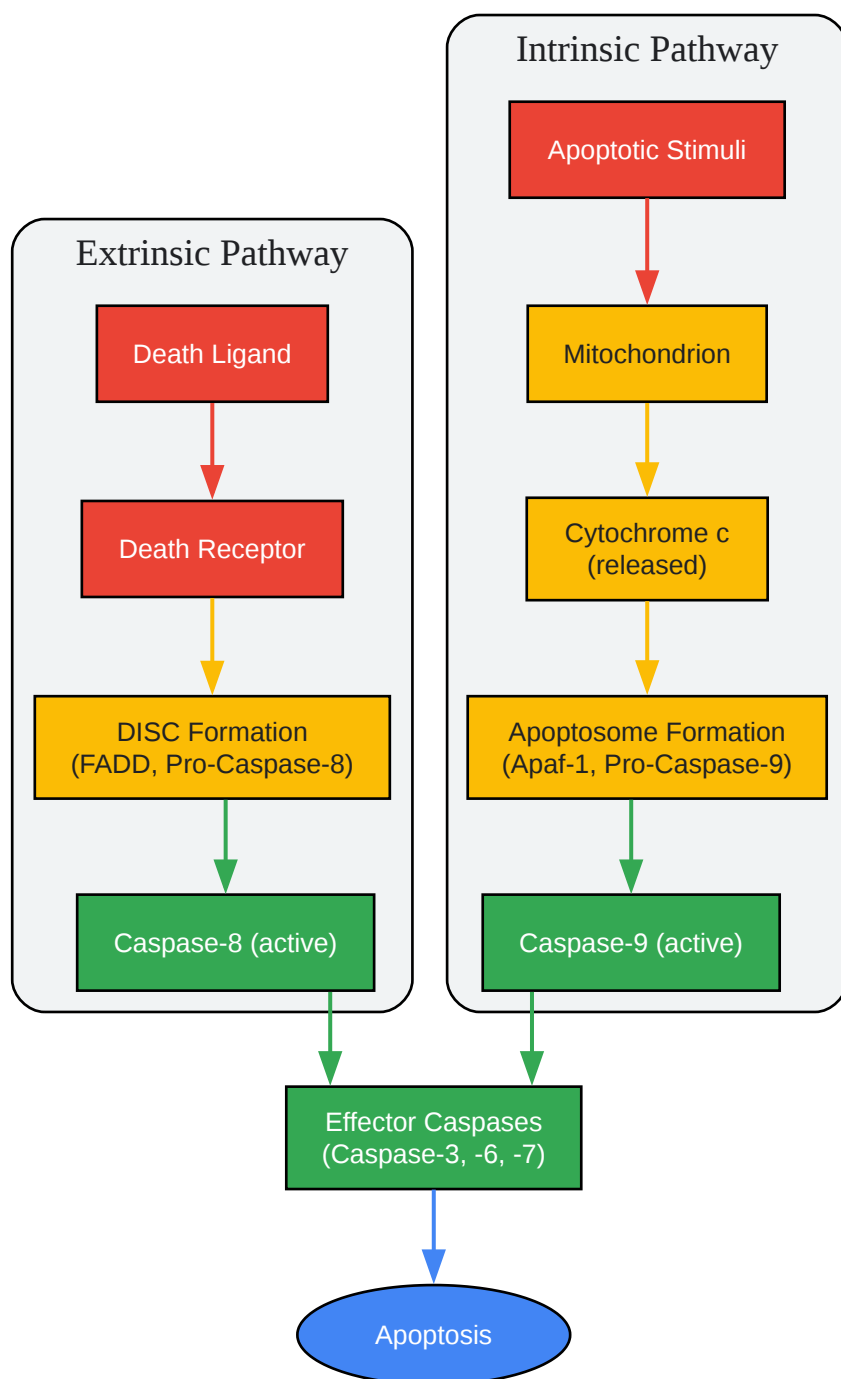 Extrinsic Pathway
Death Ligand
Death Receptor
DISC Formation
(FADD, Pro-Caspase-8)
Caspase-8 (active)
Intrinsic Pathway
Apoptotic Stimuli
Mitochondrion
Cytochrome c
(released)
Apoptosome Formation
(Apaf-1, Pro-Caspase-9)
Caspase-9 (active)
Effector Caspases
(Caspase-3, -6, -7)
Apoptosis